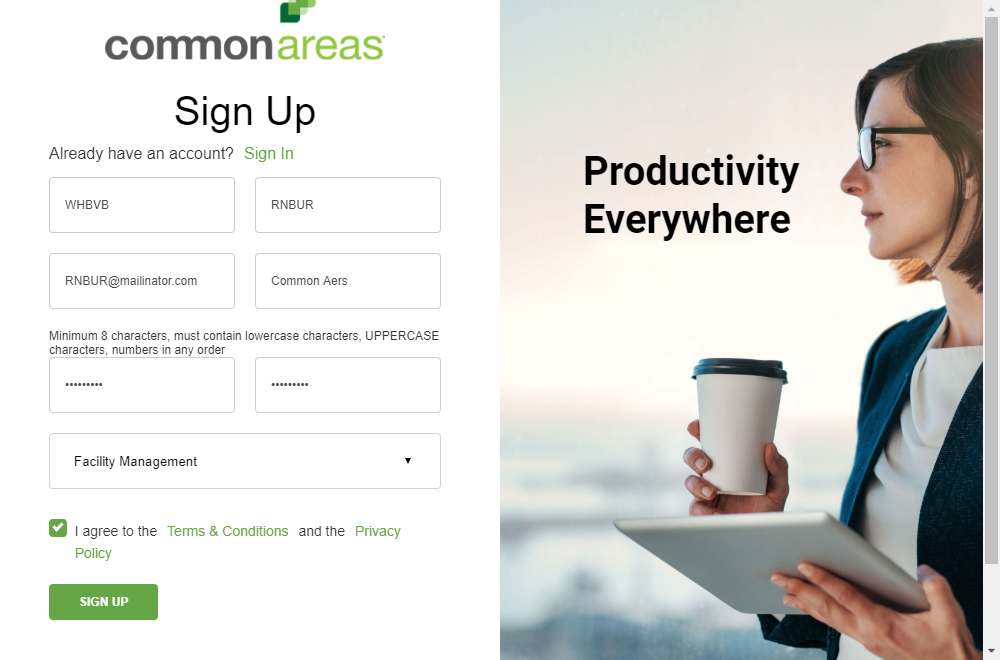 commonareas
Sign Up
Already have an account? Sign In
WHBVB
RNBUR
RNBUR@mailinator.com
Common Aers
Minimum 8 characters, must contain lowercase characters, UPPERCASE
characters, numbers in any order
•••••••••
•••••••••
Facility Management
I agree to the Terms & Conditions and the Privacy
Policy
SIGN UP
Productivity
Everywhere